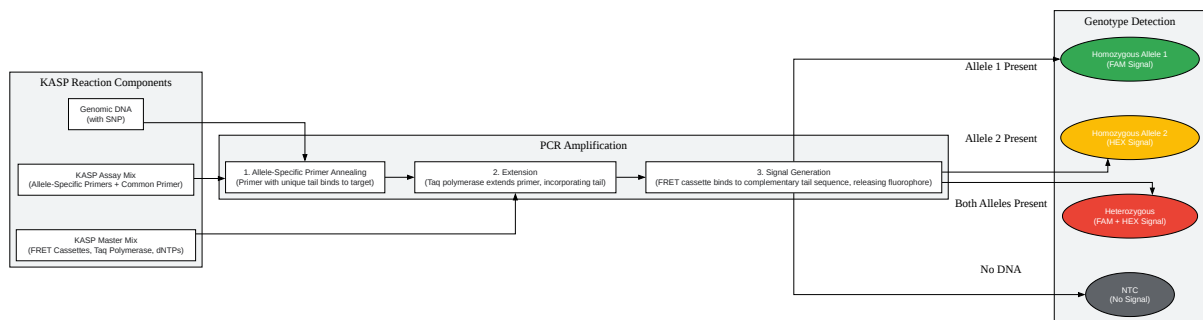 KASP Reaction Components
Genomic DNA
(with SNP)
KASP Assay Mix
(Allele-Specific Primers + Common Primer)
KASP Master Mix
(FRET Cassettes, Taq Polymerase, dNTPs)
PCR Amplification
1. Allele-Specific Primer Annealing
(Primer with unique tail binds to target)
2. Extension
(Taq polymerase extends primer, incorporating tail)
3. Signal Generation
(FRET cassette binds to complementary tail sequence, releasing fluorophore)
Allele 1 Present
Allele 2 Present
Both Alleles Present
No DNA
Genotype Detection
Homozygous Allele 1
(FAM Signal)
Homozygous Allele 2
(HEX Signal)
Heterozygous
(FAM + HEX Signal)
NTC
(No Signal)